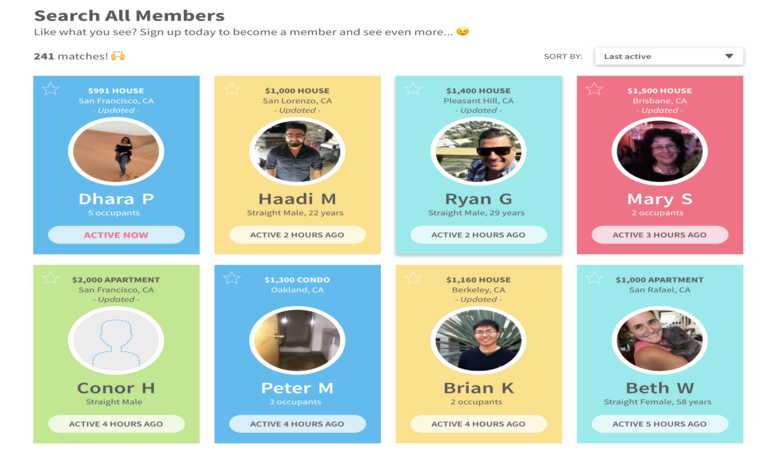 Search All Members
Like what you see? Sign up today to become a member and see even more... 😉
241 matches! 🙌
SORT BY: Last active
$991 HOUSE
San Francisco, CA
- Updated -
Dhara P
5 occupants
ACTIVE NOW
$1,000 HOUSE
San Lorenzo, CA
- Updated -
Haadi M
Straight Male, 22 years
ACTIVE 2 HOURS AGO
$1,400 HOUSE
Pleasant Hill, CA
- Updated -
Ryan G
Straight Male, 29 years
ACTIVE 2 HOURS AGO
$1,500 HOUSE
Brisbane, CA
- Updated -
Mary S
2 occupants
ACTIVE 3 HOURS AGO
$2,000 APARTMENT
San Francisco, CA
- Updated -
Conor H
Straight Male
ACTIVE 4 HOURS AGO
$1,300 CONDO
Oakland, CA
Peter M
3 occupants
ACTIVE 4 HOURS AGO
$1,160 HOUSE
Berkeley, CA
- Updated -
Brian K
2 occupants
ACTIVE 4 HOURS AGO
$1,000 APARTMENT
San Rafael, CA
Beth W
Straight Female, 58 years
ACTIVE 5 HOURS AGO